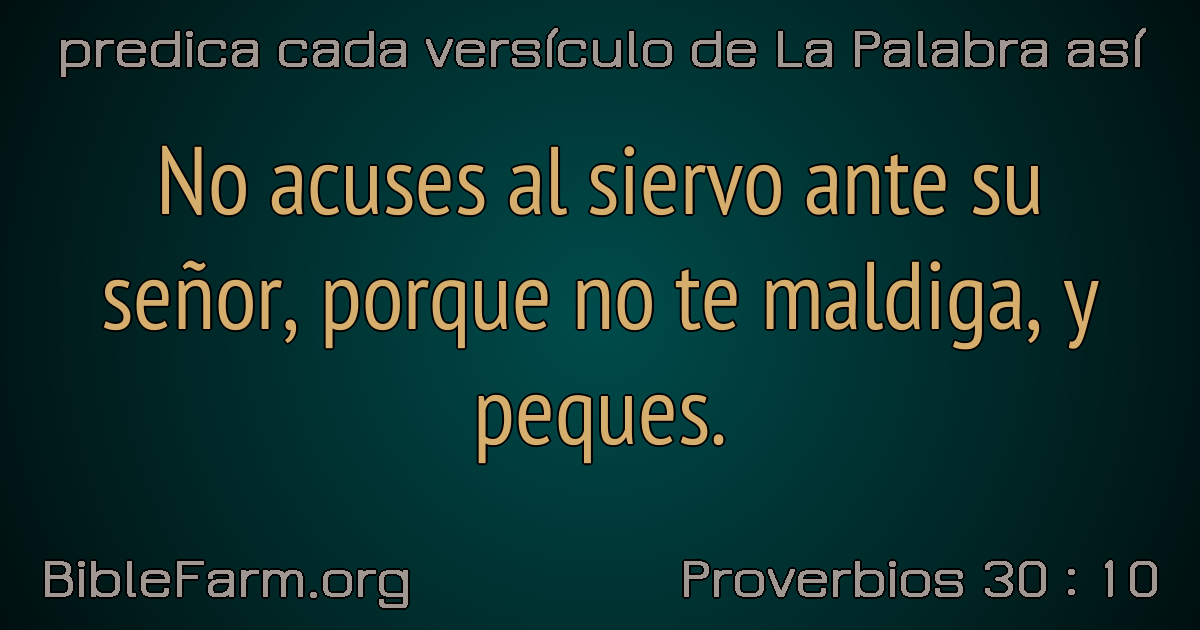 predica cada versículo de La Palabra así
No acuses al siervo ante su
señor, porque no te maldiga, y
peques.
BibleFarm.org
Proverbios 30 : 10